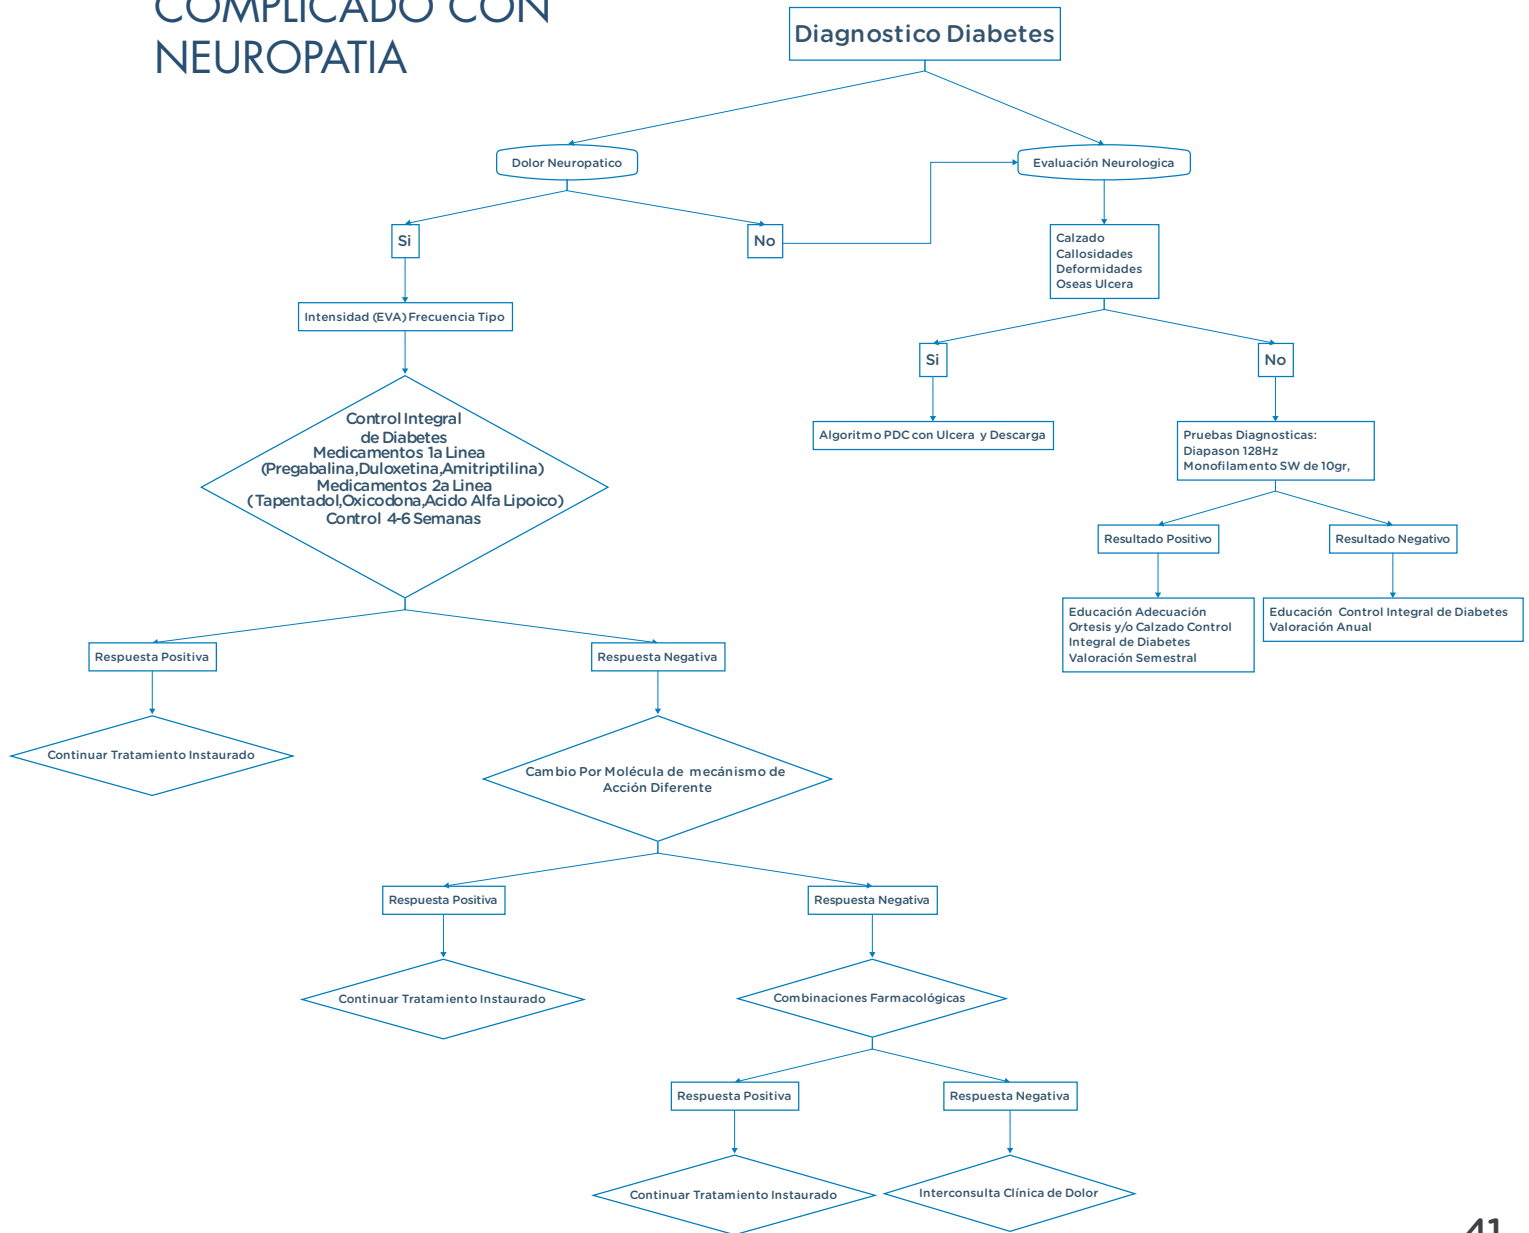 COMPLICADO CON
NEUROPATIA
Diagnostico Diabetes
Dolor Neuropatico
Evaluación Neurologica
Si
No
Calzado
Callosidades
Deformidades
Oseas Ulcera
Intensidad (EVA) Frecuencia Tipo
Si
No
Control Integral
de Diabetes
Medicamentos 1a Linea
(Pregabalina,Duloxetina,Amitriptilina)
Medicamentos 2a Linea
(Tapentadol,Oxicodona,Acido Alfa Lipoico)
Control 4-6 Semanas
Algoritmo PDC con Ulcera y Descarga
Pruebas Diagnosticas:
Diapason 128Hz
Monofilamento SW de 10gr,
Resultado Positivo
Resultado Negativo
Educación Adecuación
Ortesis y/o Calzado Control
Integral de Diabetes
Valoración Semestral
Educación Control Integral de Diabetes
Valoración Anual
Respuesta Positiva
Respuesta Negativa
Continuar Tratamiento Instaurado
Cambio Por Molécula de mecánismo de
Acción Diferente
Respuesta Positiva
Respuesta Negativa
Continuar Tratamiento Instaurado
Combinaciones Farmacológicas
Respuesta Positiva
Respuesta Negativa
Continuar Tratamiento Instaurado
Interconsulta Clínica de Dolor
41